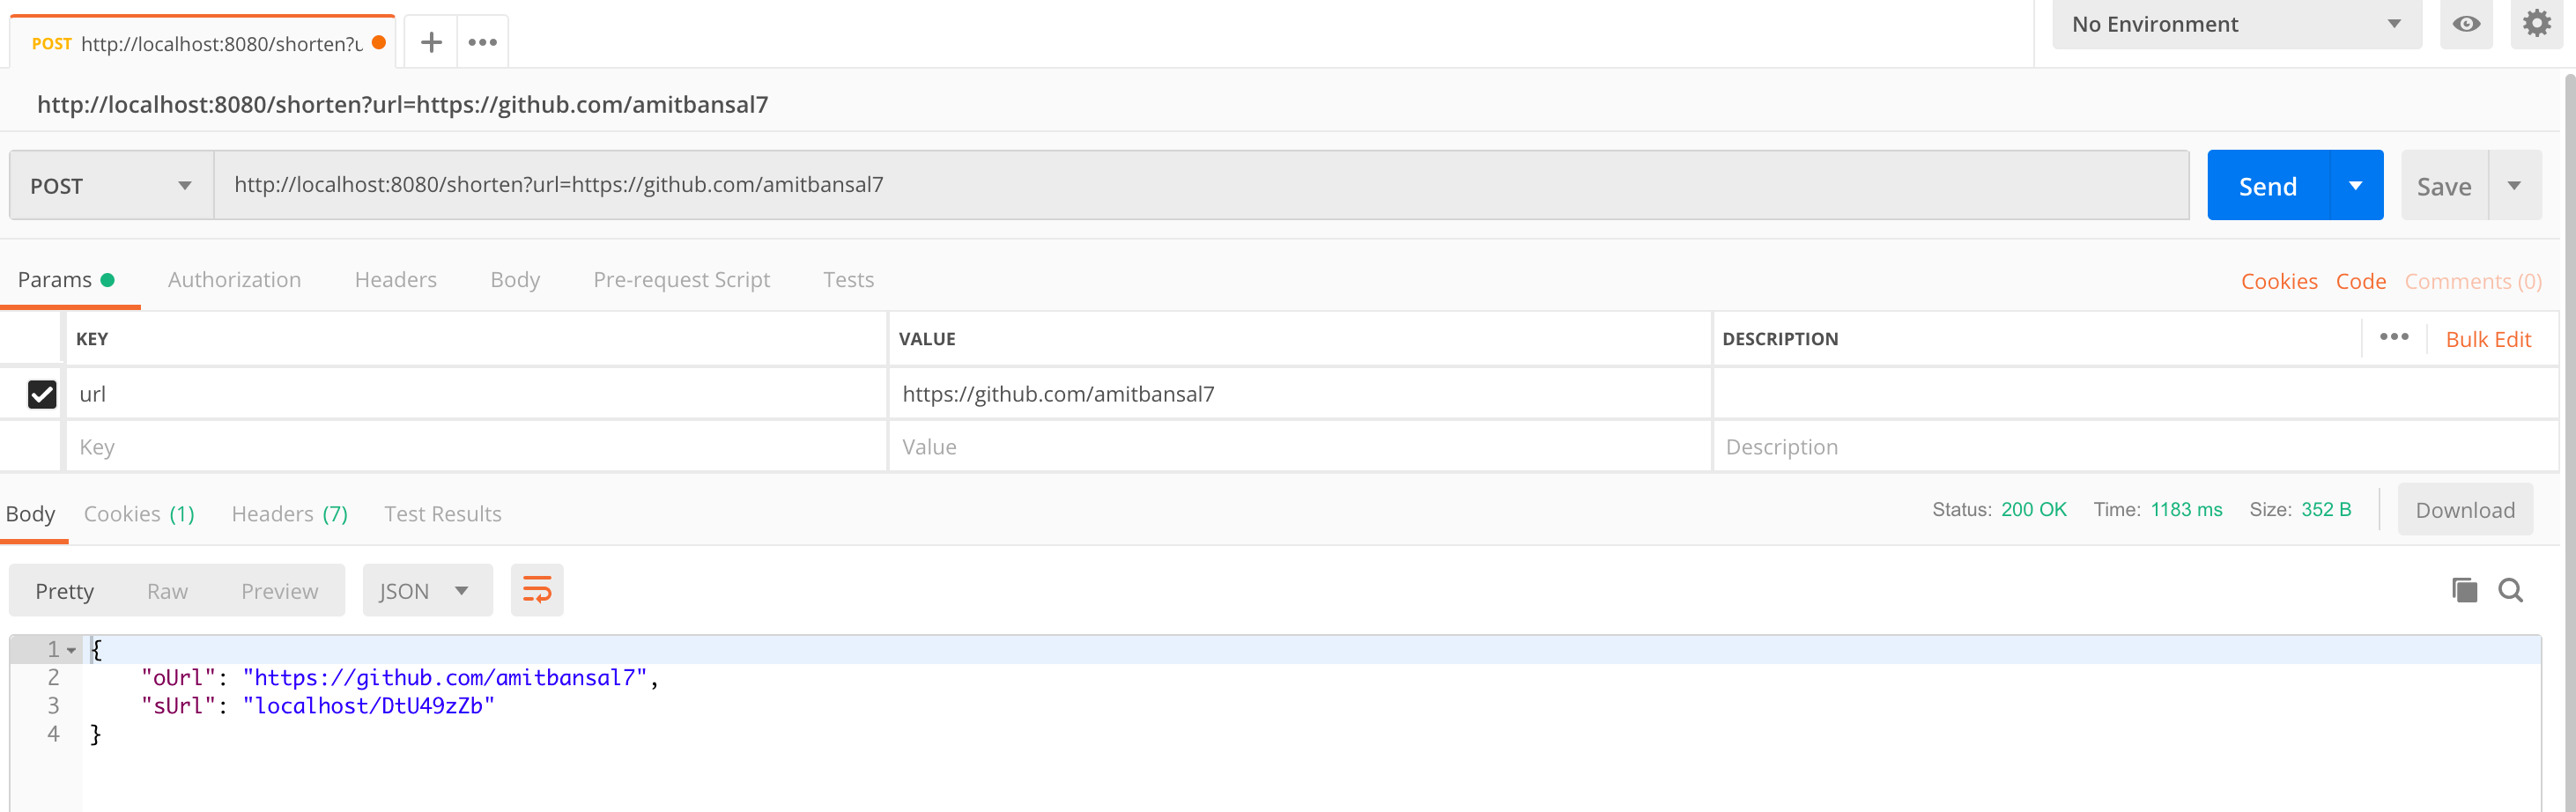 POST http://localhost:8080/shorten?u
No Environment
http://localhost:8080/shorten?url=https://github.com/amitbansal7
POST http://localhost:8080/shorten?url=https://github.com/amitbansal7 Send Save
Params Authorization Headers Body Pre-request Script Tests Cookies Code Comments (0)
KEY VALUE DESCRIPTION Bulk Edit
url https://github.com/amitbansal7
Key Value Description
Body Cookies (1) Headers (7) Test Results Status: 200 OK Time: 1183 ms Size: 352 B Download
Pretty Raw Preview JSON
1 {
2 "oUrl": "https://github.com/amitbansal7",
3 "sUrl": "localhost/DtU49zZb"
4 }